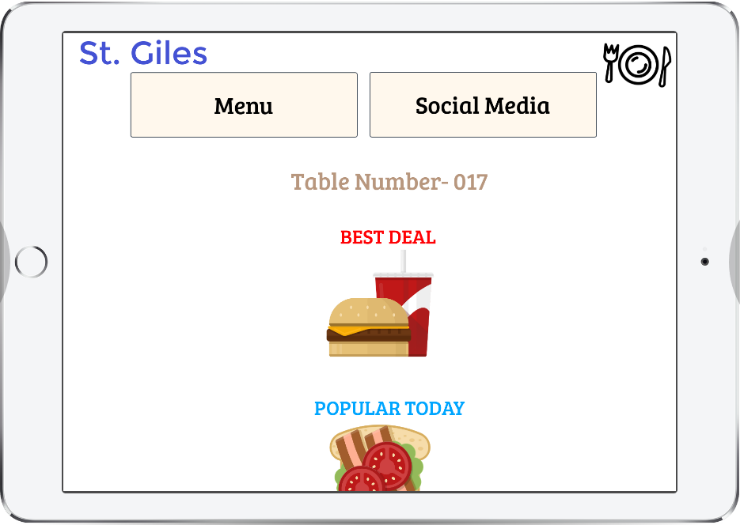 St. Giles
Menu
Social Media
Table Number- 017
BEST DEAL
POPULAR TODAY